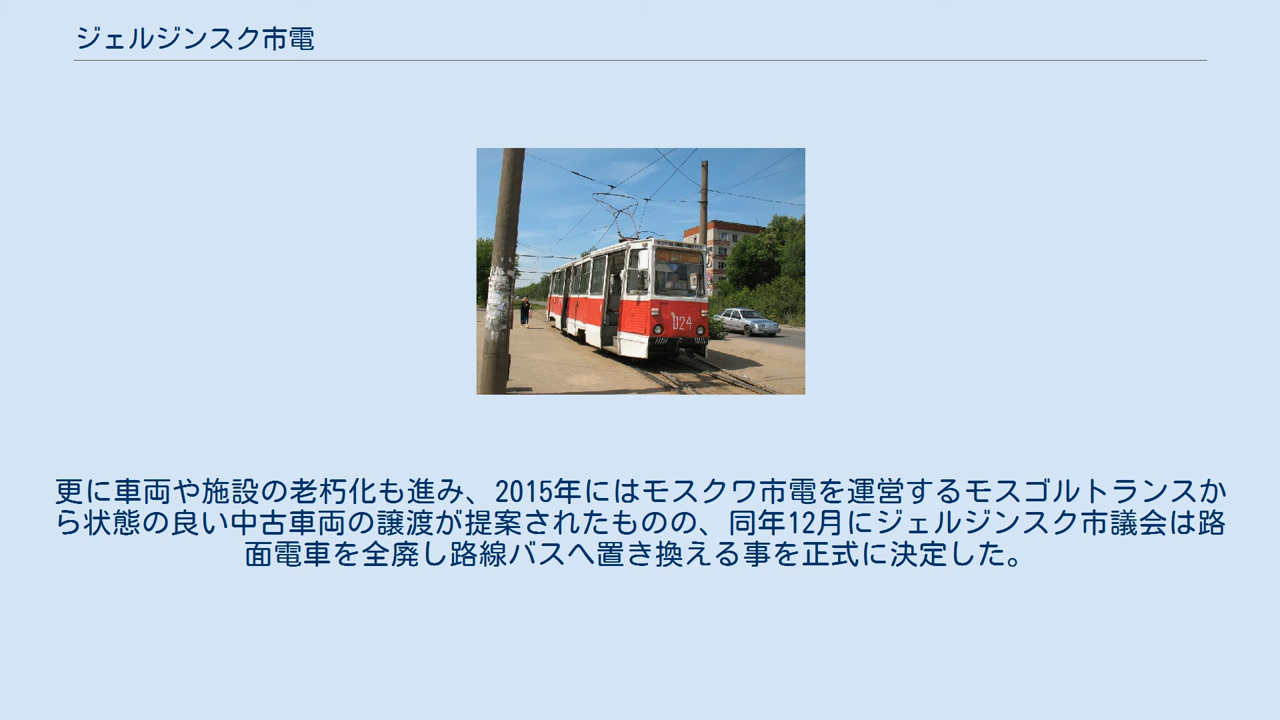 ジェルジンスク市電
024
更に車両や施設の老朽化も進み、2015年にはモスクワ市電を運営するモスゴルトランスか
ら状態の良い中古車両の譲渡が提案されたものの、同年12月にジェルジンスク市議会は路
面電車を全廃し路線バスへ置き換える事を正式に決定した。